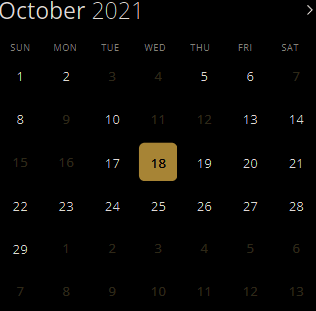 October 2021 >
SUN MON TUE WED THU FRI SAT
1 2 3 4 5 6 7
8 9 10 11 12 13 14
15 16 17 18 19 20 21
22 23 24 25 26 27 28
29 1 2 3 4 5 6
7 8 9 10 11 12 13